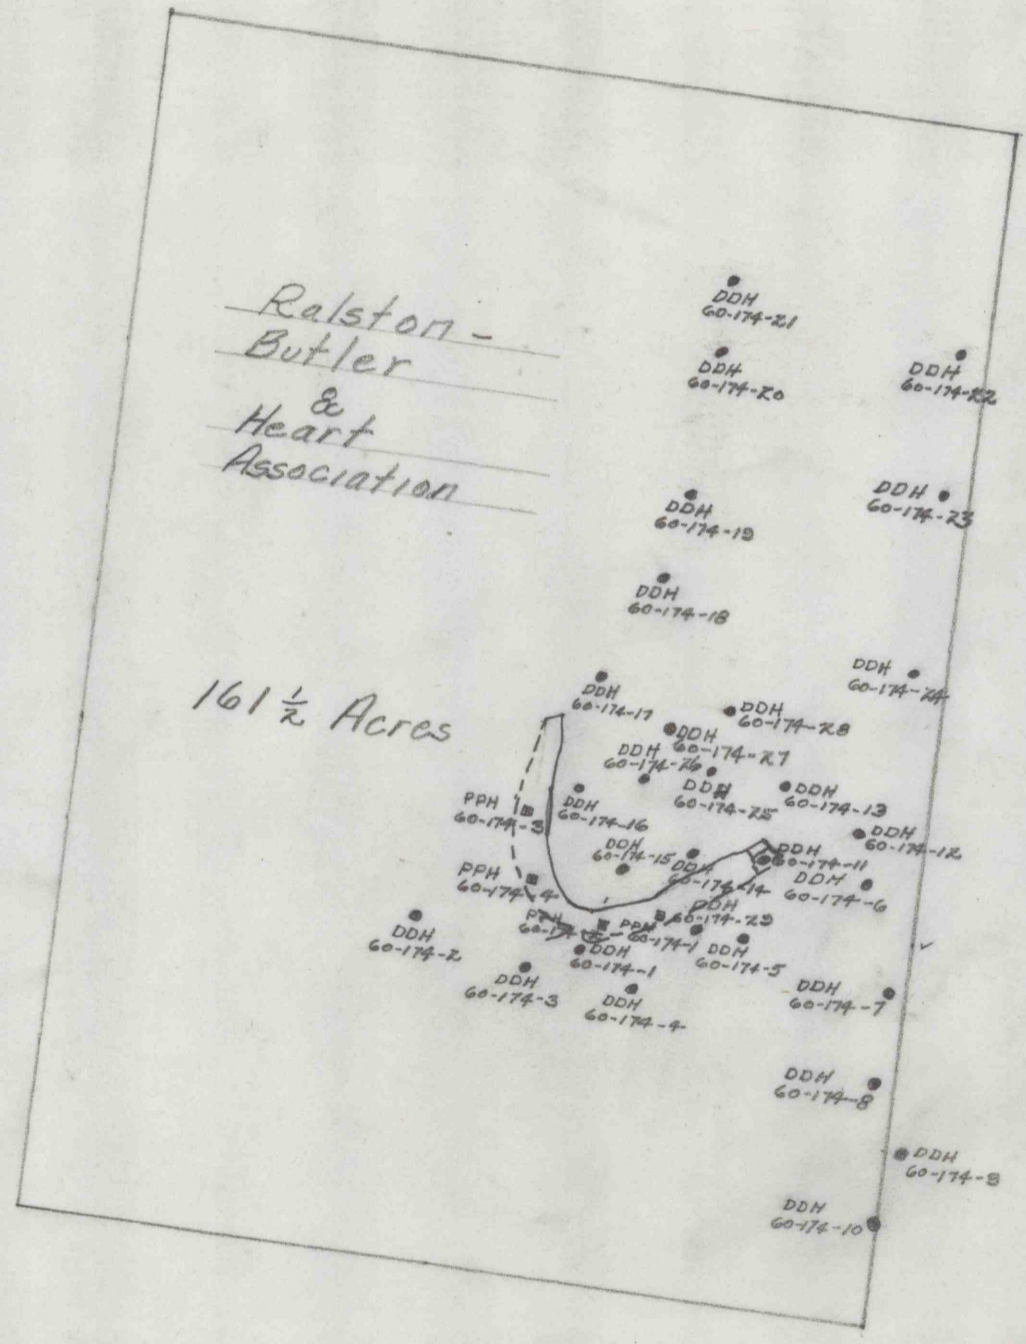 Ralston -
Butler
&
Heart
Association
161 1/2 Acres
DDH
60-174-21
DDH
60-174-20
DDH
60-174-22
DDH
60-174-23
DDH
60-174-19
DDH
60-174-18
DDH
60-174-24
DDH
60-174-17
DDH
60-174-28
DDH
60-174-27
DDH
60-174-26
DDH
60-174-25
DDH
60-174-13
PPH
60-174-3
DDH
60-174-16
DDH
60-174-12
DDH
60-174-15
DDH
60-174-11
DDH
60-174-14
DDH
60-174-6
PPH
60-174-4
DDH
60-174-29
PPH
60-174
PPH
60-174-1
DDH
60-174-2
DDH
60-174-1
DDH
60-174-5
DDH
60-174-3
DDH
60-174-4
DDH
60-174-7
DDH
60-174-8
DDH
60-174-9
DDH
60-174-10